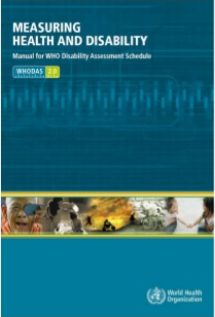 MEASURING
HEALTH AND DISABILITY
Manual for WHO Disability Assessment Schedule
WHODAS 2.0
World Health
Organization